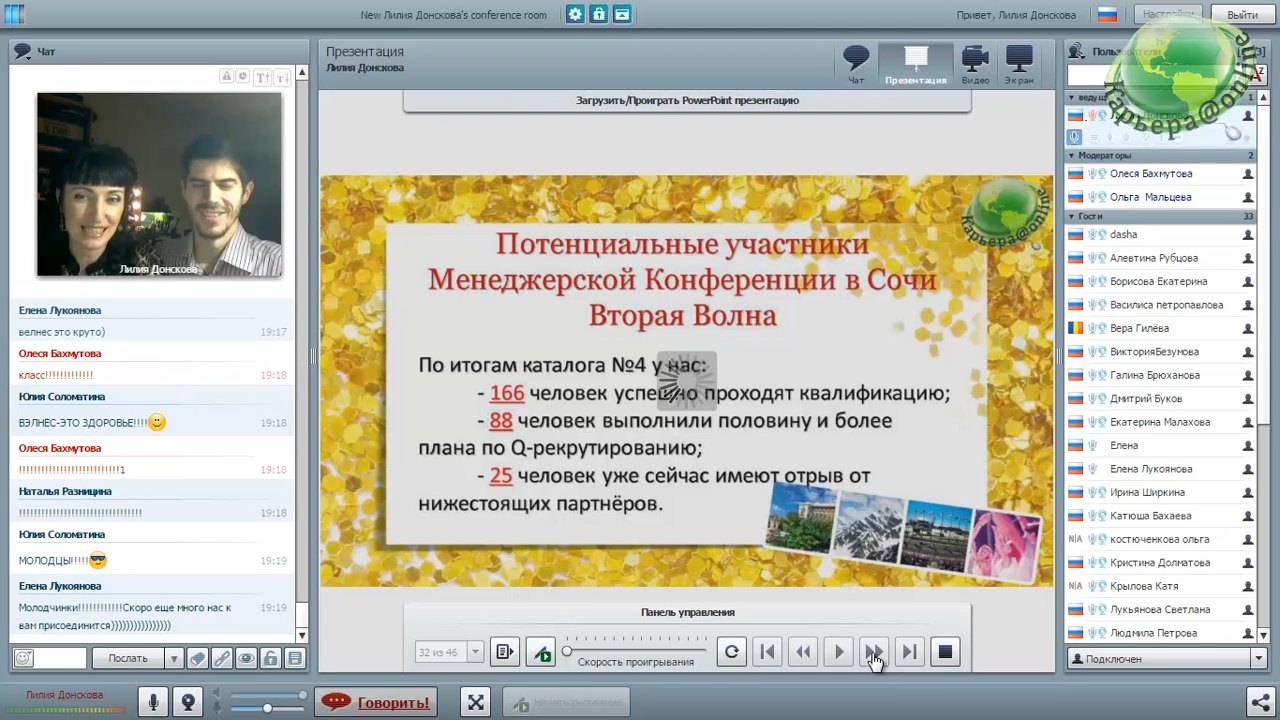 New Лилия Донскова's conference room
Привет, Лилия Донскова
Настройки
Выйти
Чат
Лилия Донскова
Елена Лукоянова
велнес это круто)
19:17
Олеся Бахмутова
класс!!!!!!!!!!!!!
19:18
Юлия Соломатина
ВЭЛНЕС-ЭТО ЗДОРОВЬЕ!!!!
19:18
Олеся Бахмутова
!!!!!!!!!!!!!!!!!!!!!!!!!!!1
19:18
Наталья Разницина
!!!!!!!!!!!!!!!!!!!!!!!!!!!!!!!!
19:18
Юлия Соломатина
МОЛОДЦЫ!!!!!
19:19
Елена Лукоянова
Молодчинки!!!!!!!!!!!!Скоро еще много нас к
вам присоединится))))))))))))))))
19:19
Послать
Презентация
Лилия Донскова
Чат
Презентация
Видео
Экран
Загрузить/Проиграть PowerPoint презентацию
Карьера@online
Потенциальные участники
Менеджерской Конференции в Сочи
Вторая Волна
По итогам каталога №4 у нас:
- 166 человек успешно проходят квалификацию;
- 88 человек выполнили половину и более
плана по Q-рекрутированию;
- 25 человек уже сейчас имеют отрыв от
нижестоящих партнёров.
Панель управления
32 из 46
Скорость проигрывания
Карьера@online
Модераторы
2
Олеся Бахмутова
Ольга Мальцева
Гости
33
dasha
Алевтина Рубцова
Борисова Екатерина
Василиса петропавлова
Вера Гилёва
ВикторияБезумова
Галина Брюханова
Дмитрий Буков
Екатерина Малахова
Елена
Елена Лукоянова
Ирина Ширкина
Катюша Бахаева
N/A костюченкова ольга
Кристина Долматова
N/A Крылова Катя
Лукьянова Светлана
Людмила Петрова
Подключен
Лилия Донскова
Говорить!